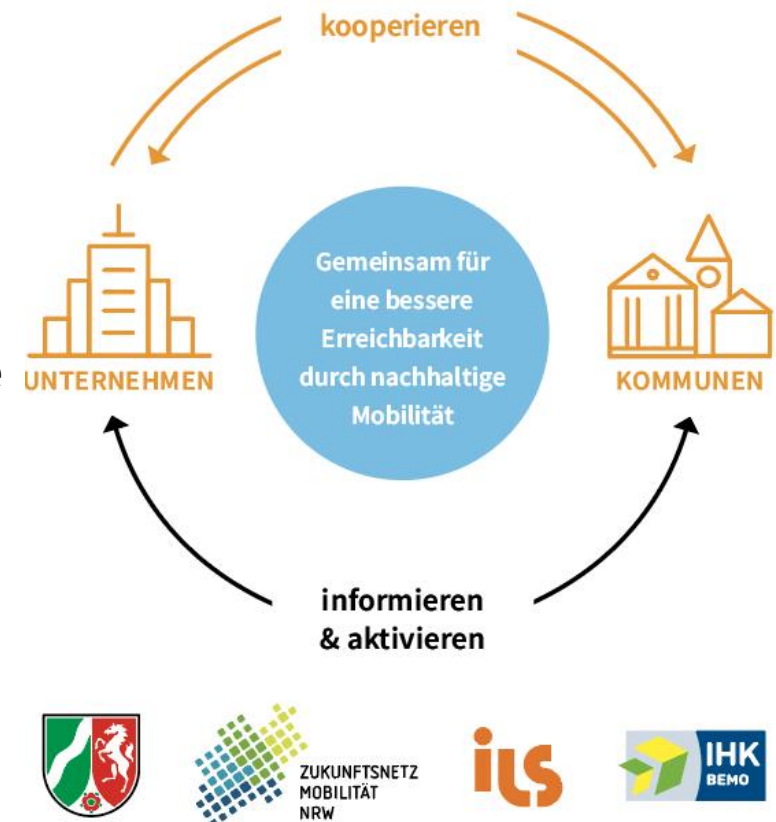 kooperieren
Gemeinsam für
eine bessere
Erreichbarkeit
durch nachhaltige
Mobilität
e
UNTERNEHMEN
KOMMUNEN
informieren
& aktivieren
ZUKUNFTSNETZ
MOBILITÄT
NRW
ils
IHK
BEMO